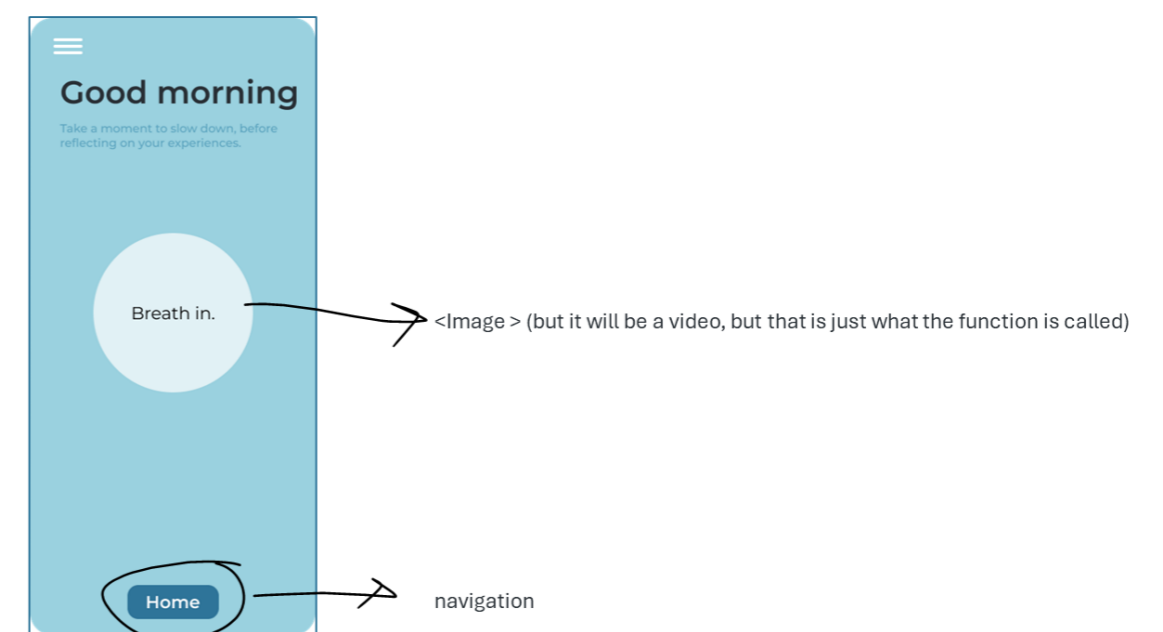 Good morning
Take a moment to slow down, before
reflecting on your experiences.
Breath in.
<Image > (but it will be a video, but that is just what the function is called)
Home
navigation